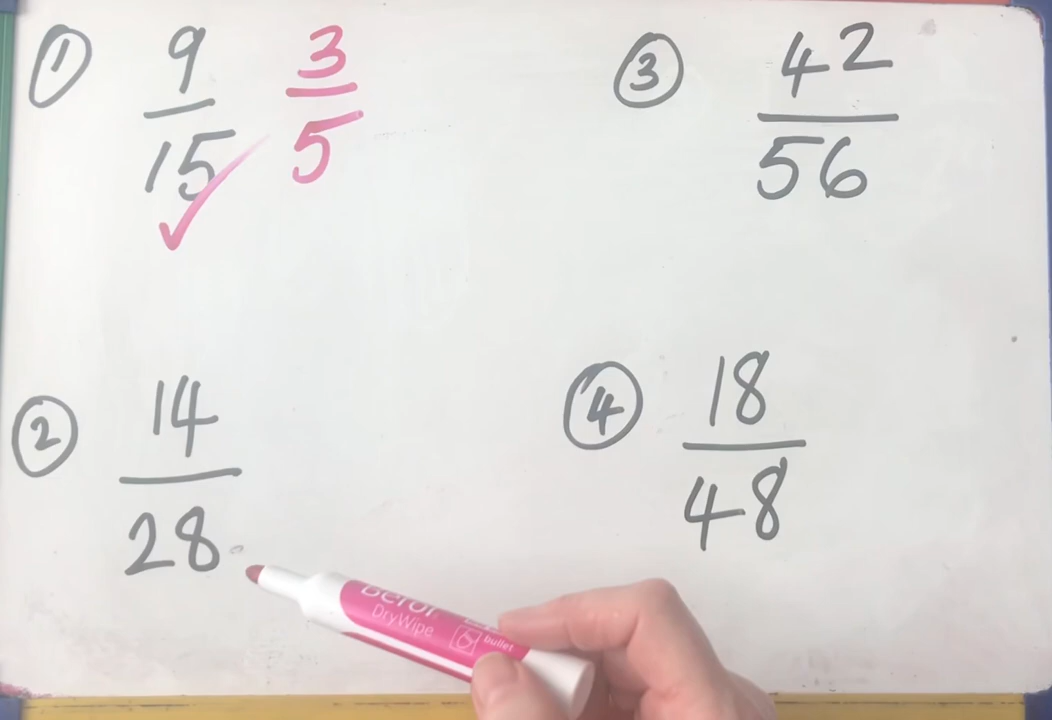 ① 9/15 3/5
③ 42/56
② 14/28
④ 18/48
Berol
DryWipe
bullet